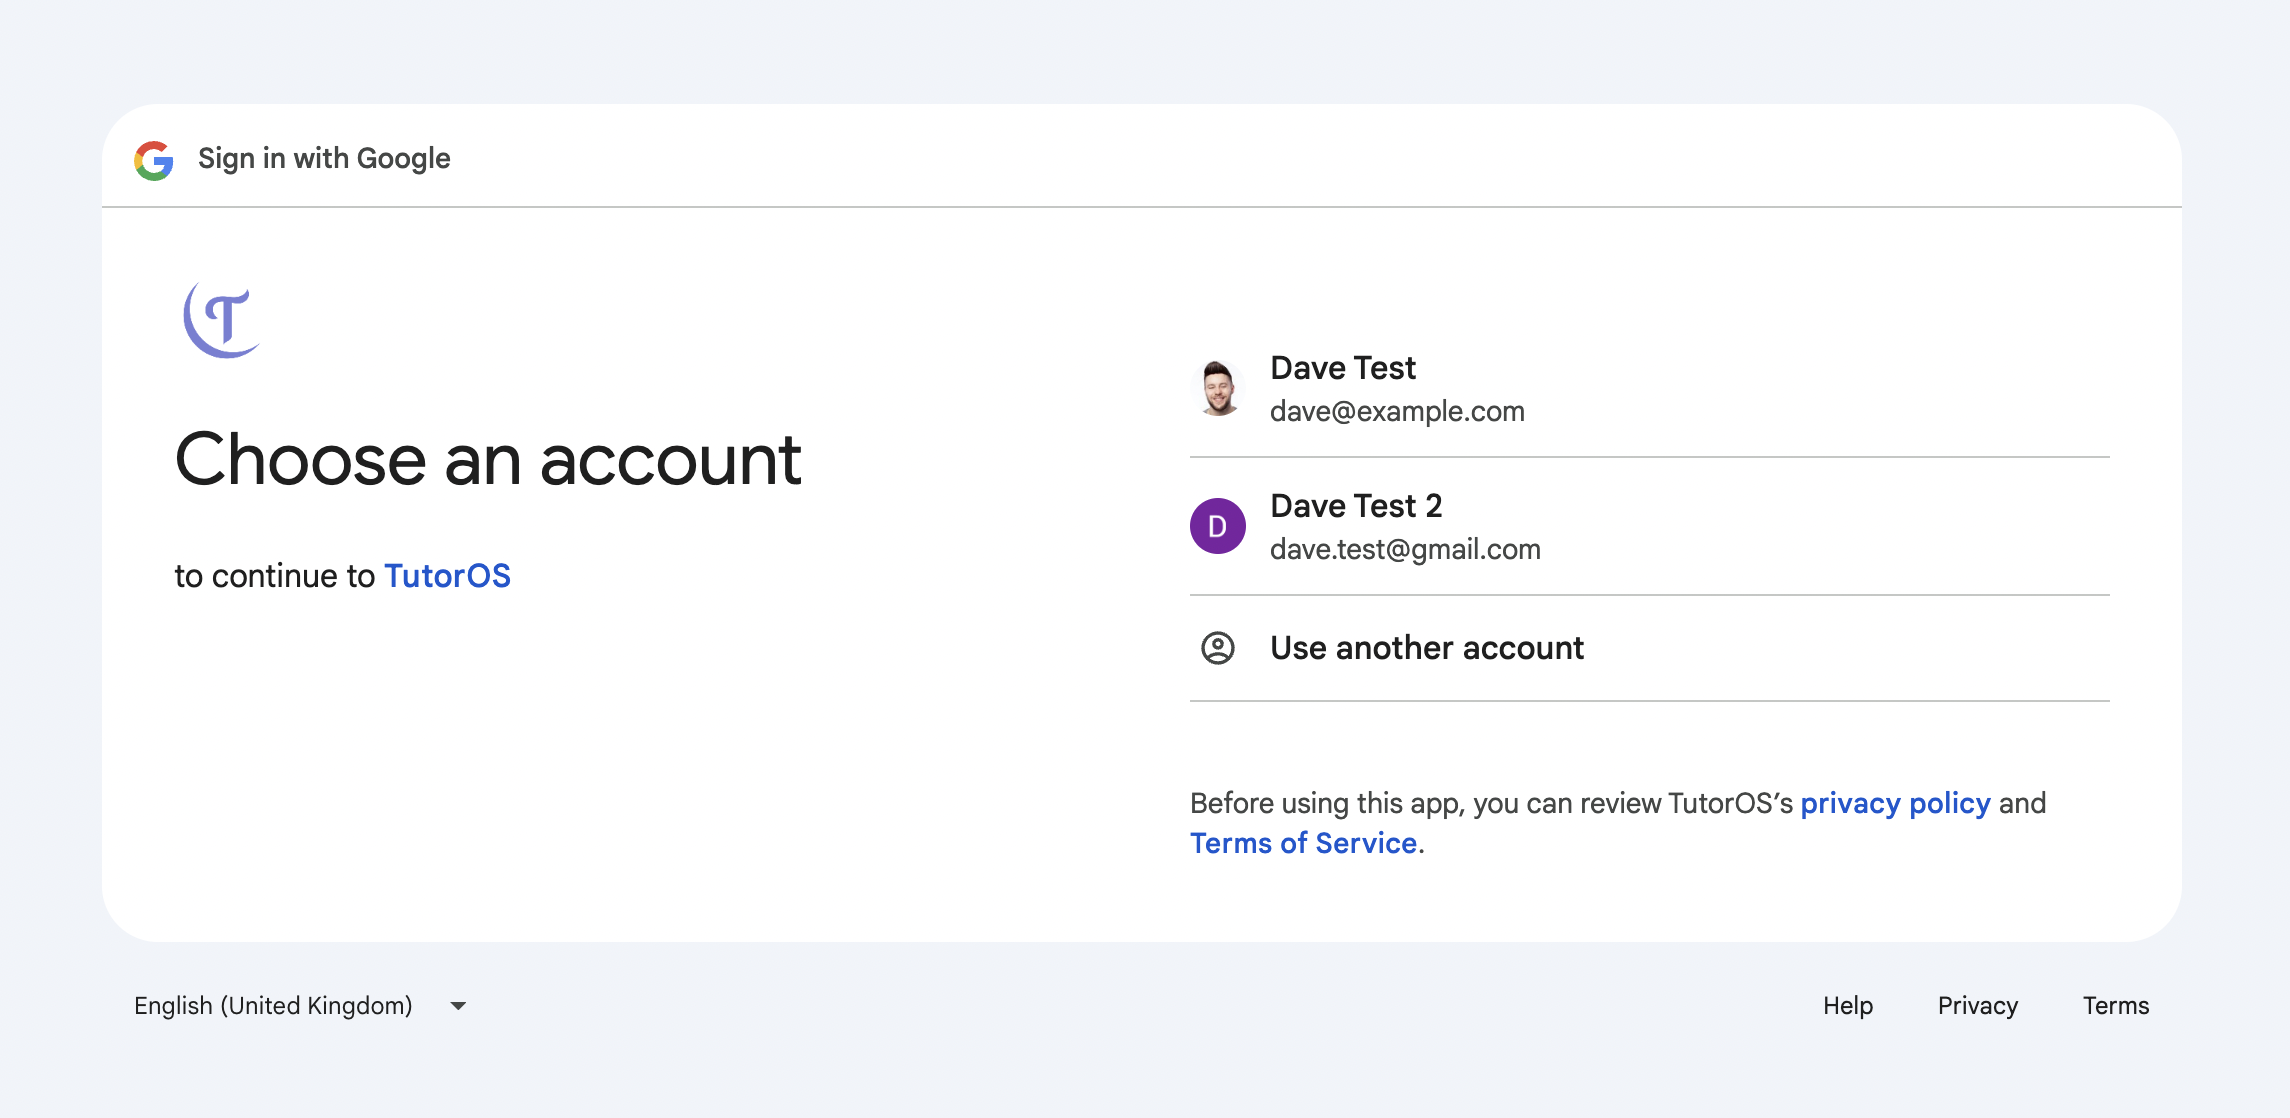 Sign in with Google
T
Choose an account
to continue to TutorOS
Dave Test
dave@example.com
D
Dave Test 2
dave.test@gmail.com
Use another account
Before using this app, you can review TutorOS’s privacy policy and
Terms of Service.
English (United Kingdom)
Help Privacy Terms